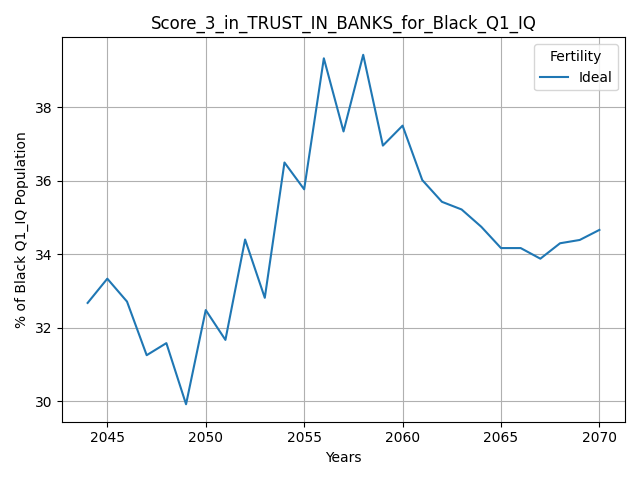 Score_3_in_TRUST_IN_BANKS_for_Black_Q1_IQ
Fertility
Ideal
% of Black Q1_IQ Population
38
36
34
32
30
2045 2050 2055 2060 2065 2070
Years